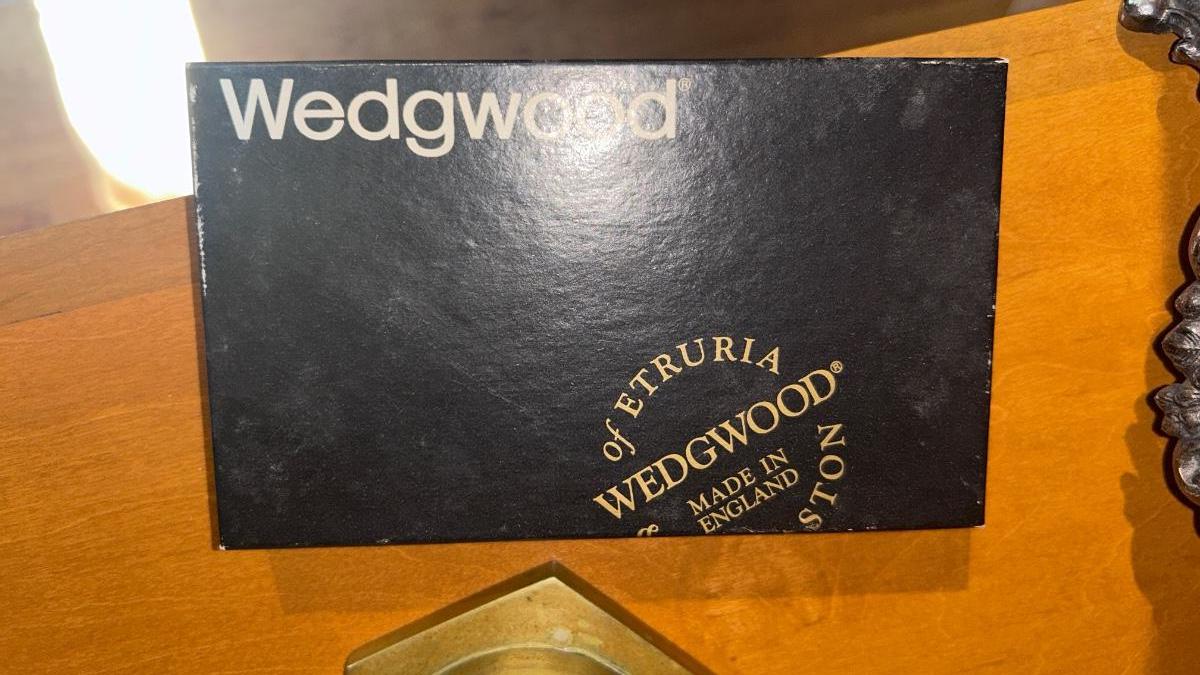 Wedgwood®
of ETRURIA
WEDGWOOD®
MADE IN
ENGLAND
&
STON